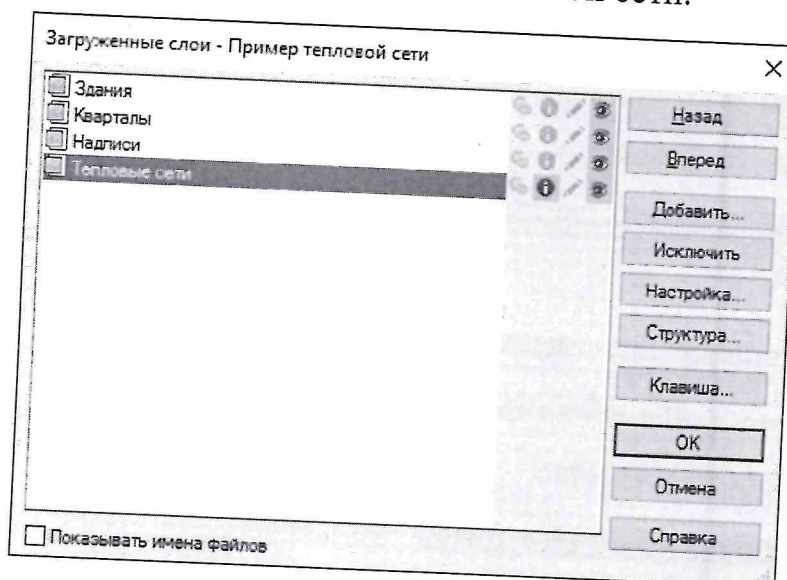 сети.
Загруженные слои - Пример тепловой сети
Здания
Кварталы
Надписи
Тепловые сети
Назад
Вперед
Добавить...
Исключить
Настройка...
Структура...
Клавиша...
OK
Отмена
Справка
Показывать имена файлов